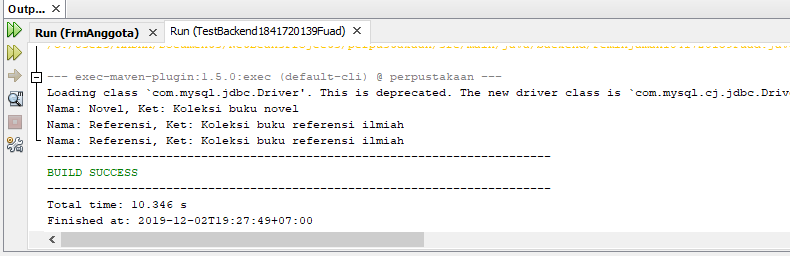 Outp...
Run (FrmAnggota)
Run (TestBackend1841720139Fuad)
--- exec-maven-plugin:1.5.0:exec (default-cli) @ perpustakaan ---
Loading class `com.mysql.jdbc.Driver'. This is deprecated. The new driver class is `com.mysql.cj.jdbc.Drive
Nama: Novel, Ket: Koleksi buku novel
Nama: Referensi, Ket: Koleksi buku referensi ilmiah
Nama: Referensi, Ket: Koleksi buku referensi ilmiah
------------------------------------------------------------------------
BUILD SUCCESS
------------------------------------------------------------------------
Total time: 10.346 s
Finished at: 2019-12-02T19:27:49+07:00